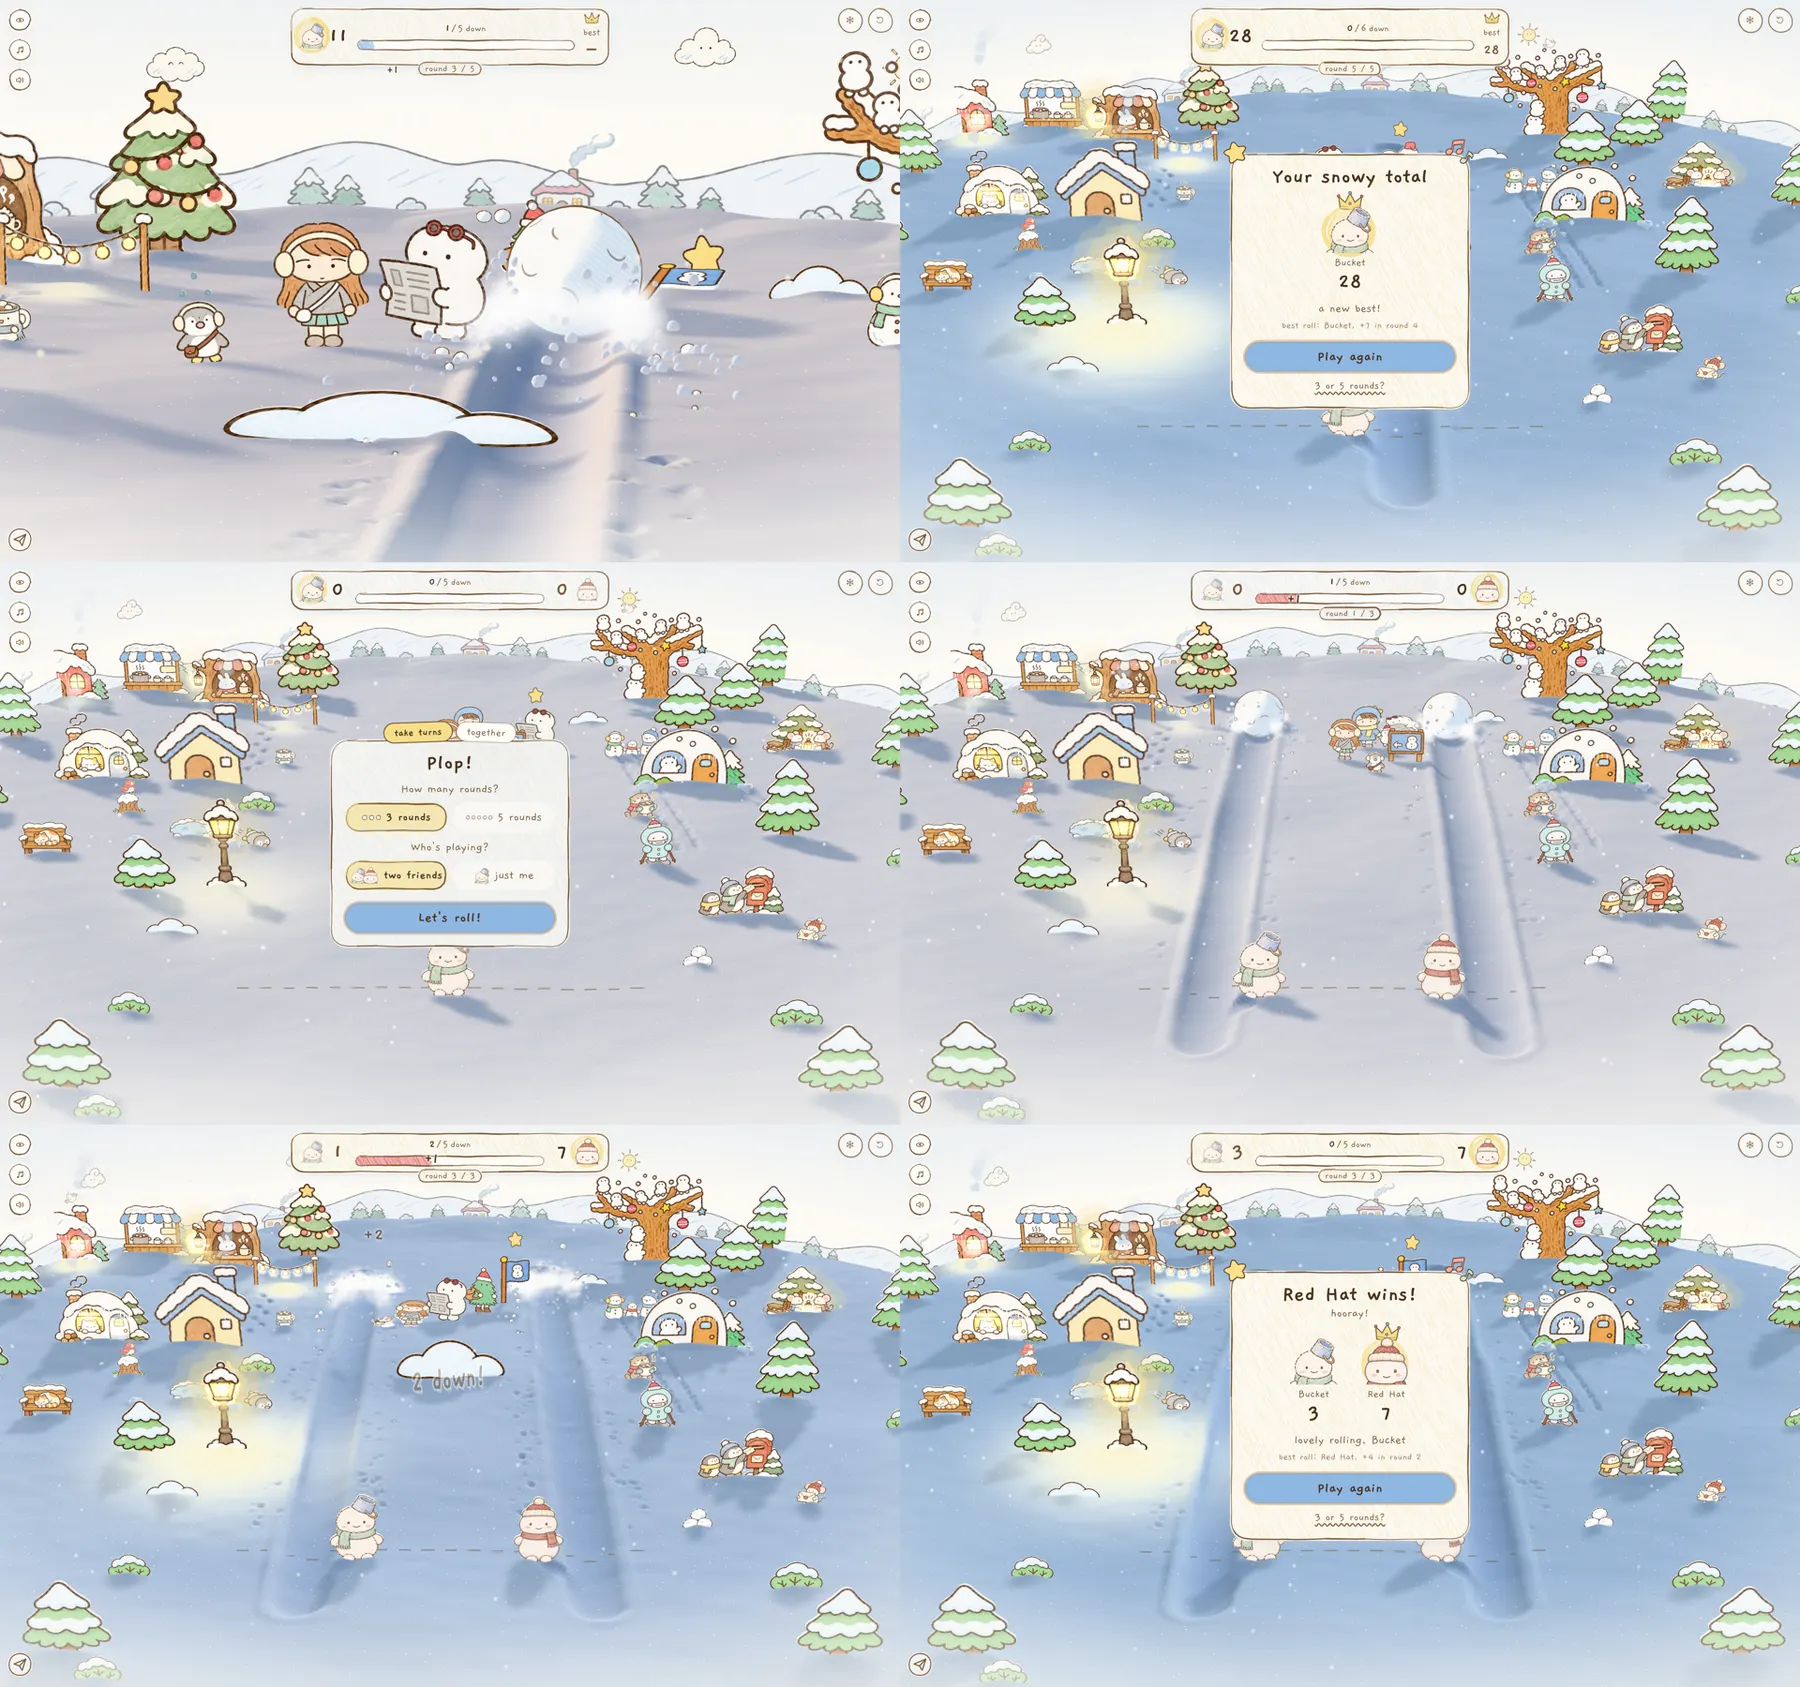 11
1/5 down
best
—
+1
round 3 / 5
28
0/6 down
best
28
round 5 / 5
Your snowy total
Bucket
28
a new best!
best roll: Bucket, +7 in round 4
Play again
3 or 5 rounds?
0
0/5 down
0
take turns
together
Plop!
How many rounds?
3 rounds
5 rounds
Who's playing?
two friends
just me
Let's roll!
0
1/5 down
0
+1
round 1 / 3
1
2/5 down
7
+1
round 3 / 3
+2
2 down!
3
0/5 down
7
round 3 / 3
Red Hat wins!
hooray!
Bucket
Red Hat
3
7
lovely rolling, Bucket
best roll: Red Hat, +4 in round 2
Play again
3 or 5 rounds?